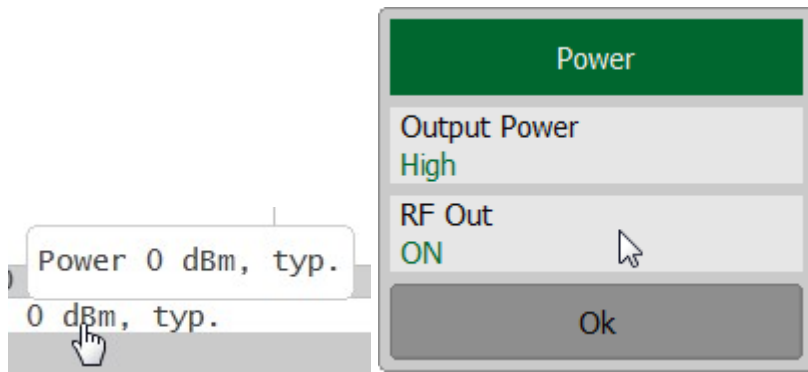 Power 0 dBm, typ.
0 dBm, typ.
Power
Output Power
High
RF Out
ON
Ok